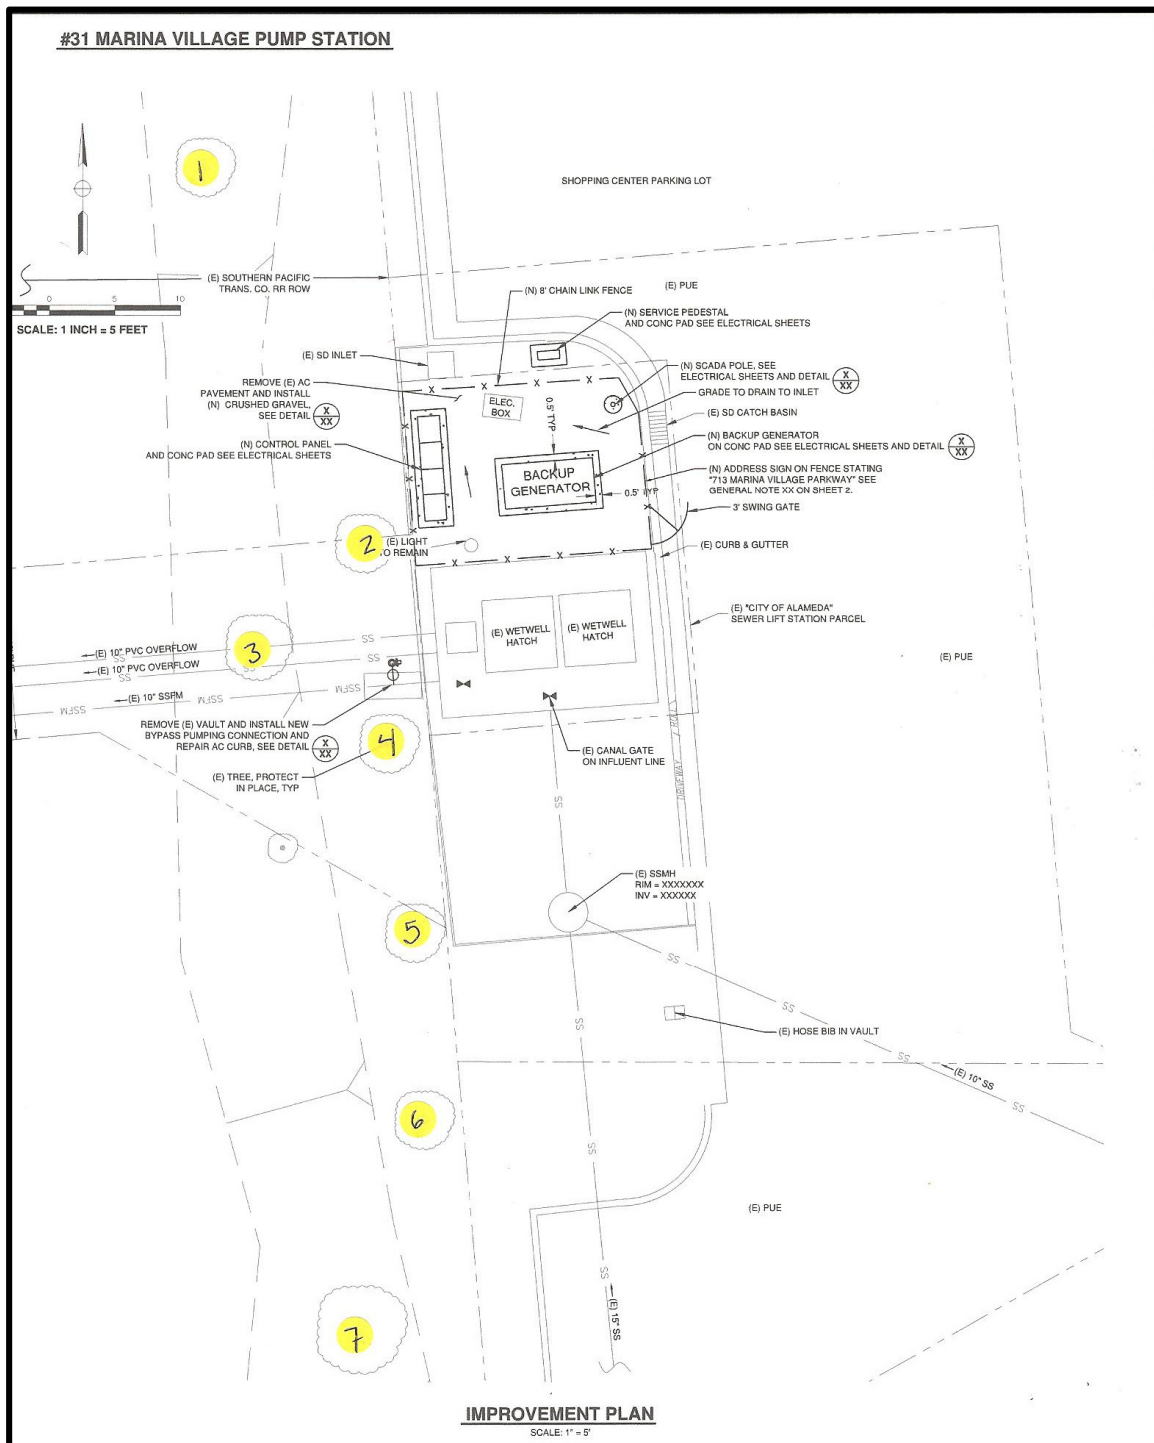 #31 MARINA VILLAGE PUMP STATION
1
SHOPPING CENTER PARKING LOT
(E) SOUTHERN PACIFIC
TRANS. CO. RR ROW
0 5 10
SCALE: 1 INCH = 5 FEET
(N) 8' CHAIN LINK FENCE
(E) PUE
(N) SERVICE PEDESTAL
AND CONC PAD SEE ELECTRICAL SHEETS
(E) SD INLET
(N) SCADA POLE, SEE
ELECTRICAL SHEETS AND DETAIL
X
XX
REMOVE (E) AC
PAVEMENT AND INSTALL
(N) CRUSHED GRAVEL,
SEE DETAIL
X
XX
ELEC.
BOX
0.5' TYP
GRADE TO DRAIN TO INLET
(E) SD CATCH BASIN
(N) CONTROL PANEL
AND CONC PAD SEE ELECTRICAL SHEETS
(N) BACKUP GENERATOR
ON CONC PAD SEE ELECTRICAL SHEETS AND DETAIL
X
XX
BACKUP
GENERATOR
0.5' TYP
(N) ADDRESS SIGN ON FENCE STATING
"713 MARINA VILLAGE PARKWAY" SEE
GENERAL NOTE XX ON SHEET 2.
3' SWING GATE
2
(E) LIGHT
TO REMAIN
(E) CURB & GUTTER
(E) "CITY OF ALAMEDA"
SEWER LIFT STATION PARCEL
(E) WETWELL
HATCH
(E) WETWELL
HATCH
3
(E) 10" PVC OVERFLOW
SS SS
(E) 10" PVC OVERFLOW
SS SS SS
(E) 10" SSFM
SSFM SSFM SSFM
(E) PUE
REMOVE (E) VAULT AND INSTALL NEW
BYPASS PUMPING CONNECTION AND
REPAIR AC CURB, SEE DETAIL
X
XX
4
(E) CANAL GATE
ON INFLUENT LINE
DRIVEWAY
(E) TREE, PROTECT
IN PLACE, TYP
SS
(E) SSMH
RIM = XXXXXXX
INV = XXXXXX
5
SS
SS
SS
(E) HOSE BIB IN VAULT
SS
(E) 10" SS
SS
6
SS
(E) PUE
SS
(E) 15" SS
7
IMPROVEMENT PLAN
SCALE: 1" = 5'